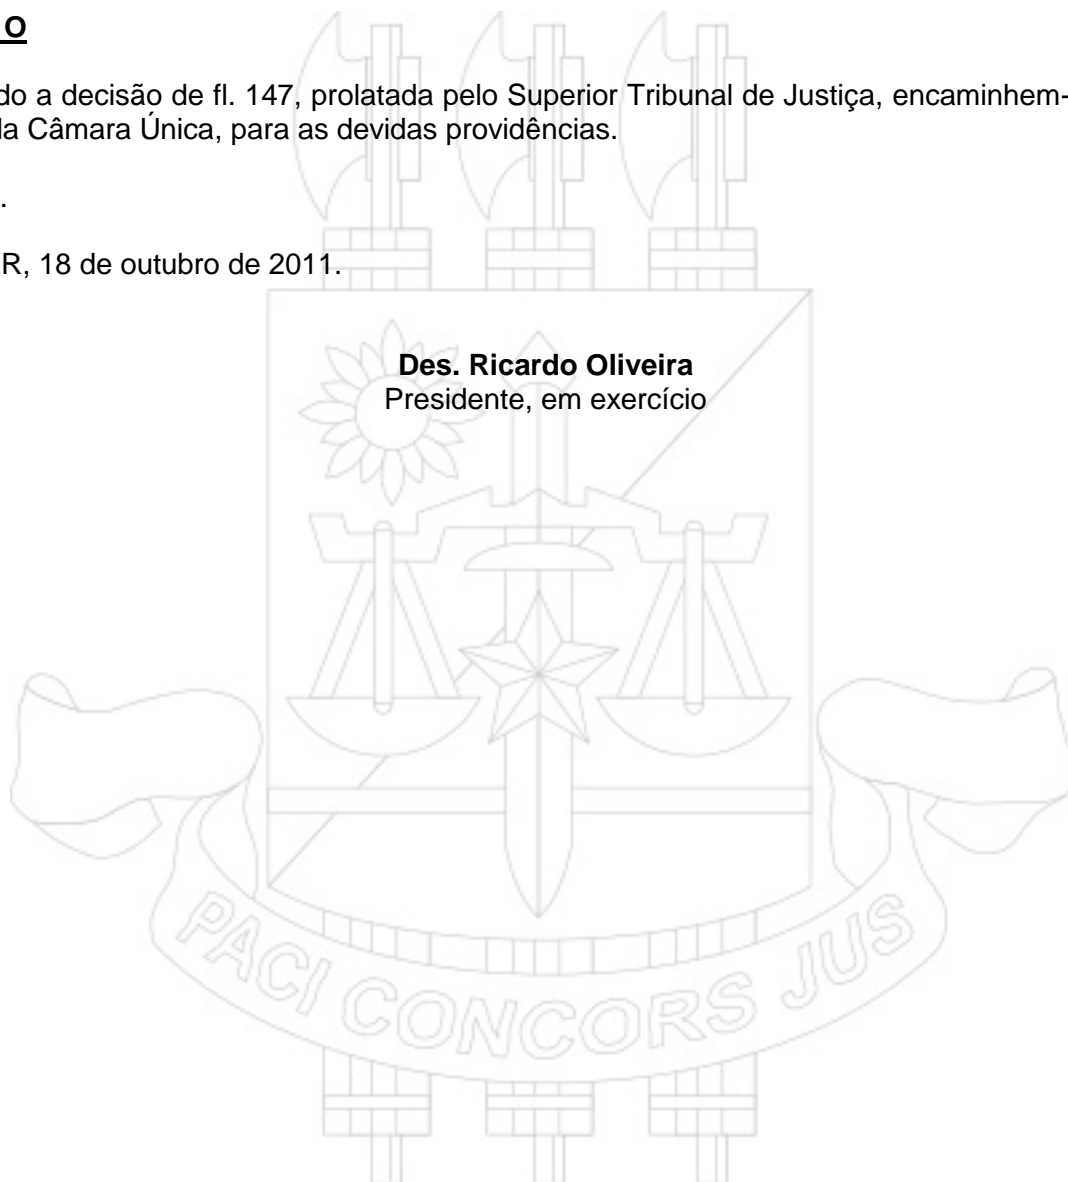 O
do a decisão de fl. 147, prolatada pelo Superior Tribunal de Justiça, encaminhem-
la Câmara Única, para as devidas providências.
.
R, 18 de outubro de 2011.
Des. Ricardo Oliveira
Presidente, em exercício
PACI CONCORS JUS